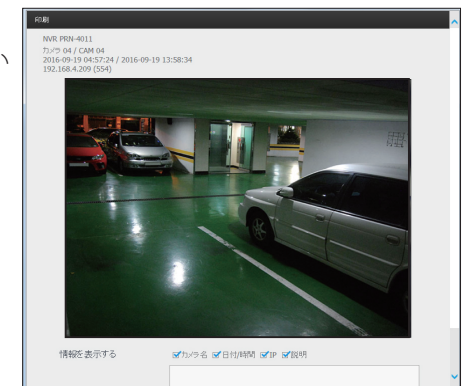 い
印刷
NVR PRN-4011
カメラ 04 / CAM 04
2016-09-19 04:57:24 / 2016-09-19 13:58:34
192.168.4.209 (554)
情報を表示する
カメラ名 日付/時間 IP 説明